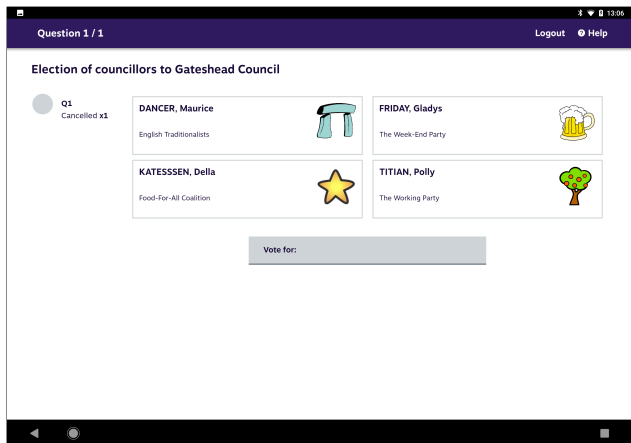 13:06
Question 1 / 1
Logout
Help
Election of councillors to Gateshead Council
Q1
Cancelled x1
DANCER, Maurice
English Traditionalists
FRIDAY, Gladys
The Week-End Party
KATESSSEN, Della
Food-For-All Coalition
TITIAN, Polly
The Working Party
Vote for: